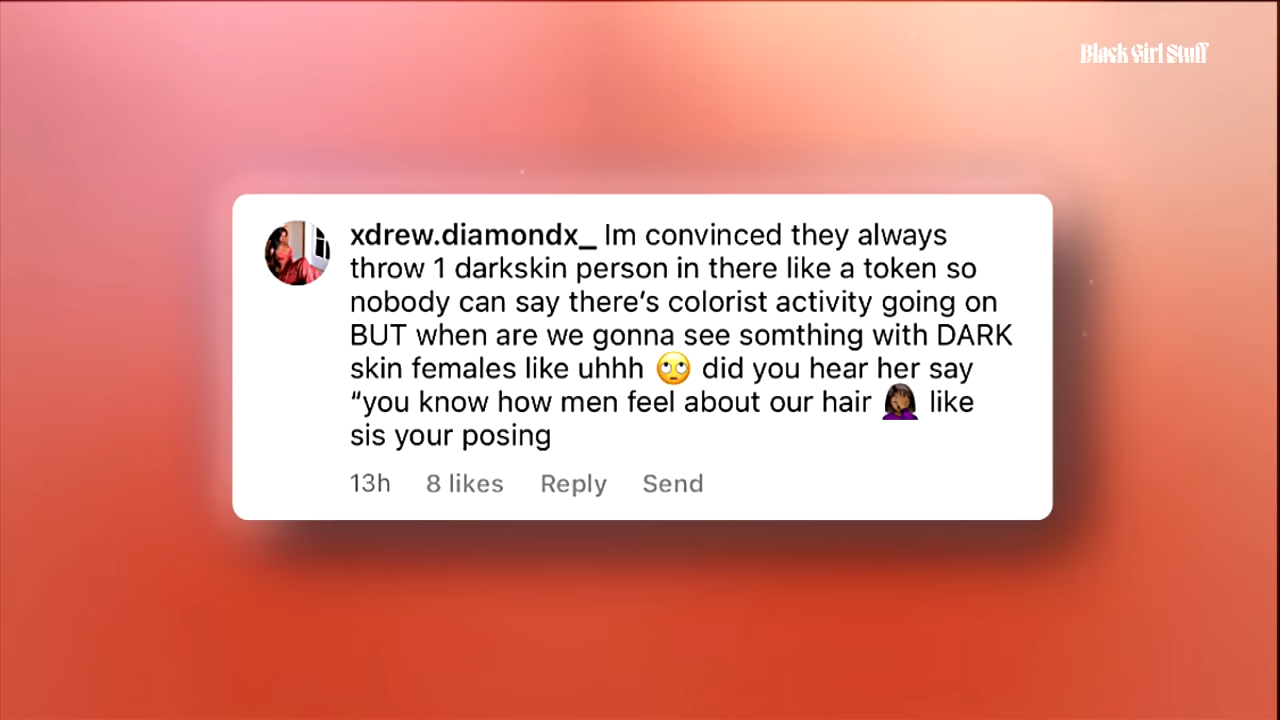 Black Girl Stuff
xdrew.diamondx_ Im convinced they always
throw 1 darkskin person in there like a token so
nobody can say there’s colorist activity going on
BUT when are we gonna see somthing with DARK
skin females like uhhh 🙄 did you hear her say
“you know how men feel about our hair 🤦🏾‍♀️ like
sis your posing
13h 8 likes Reply Send